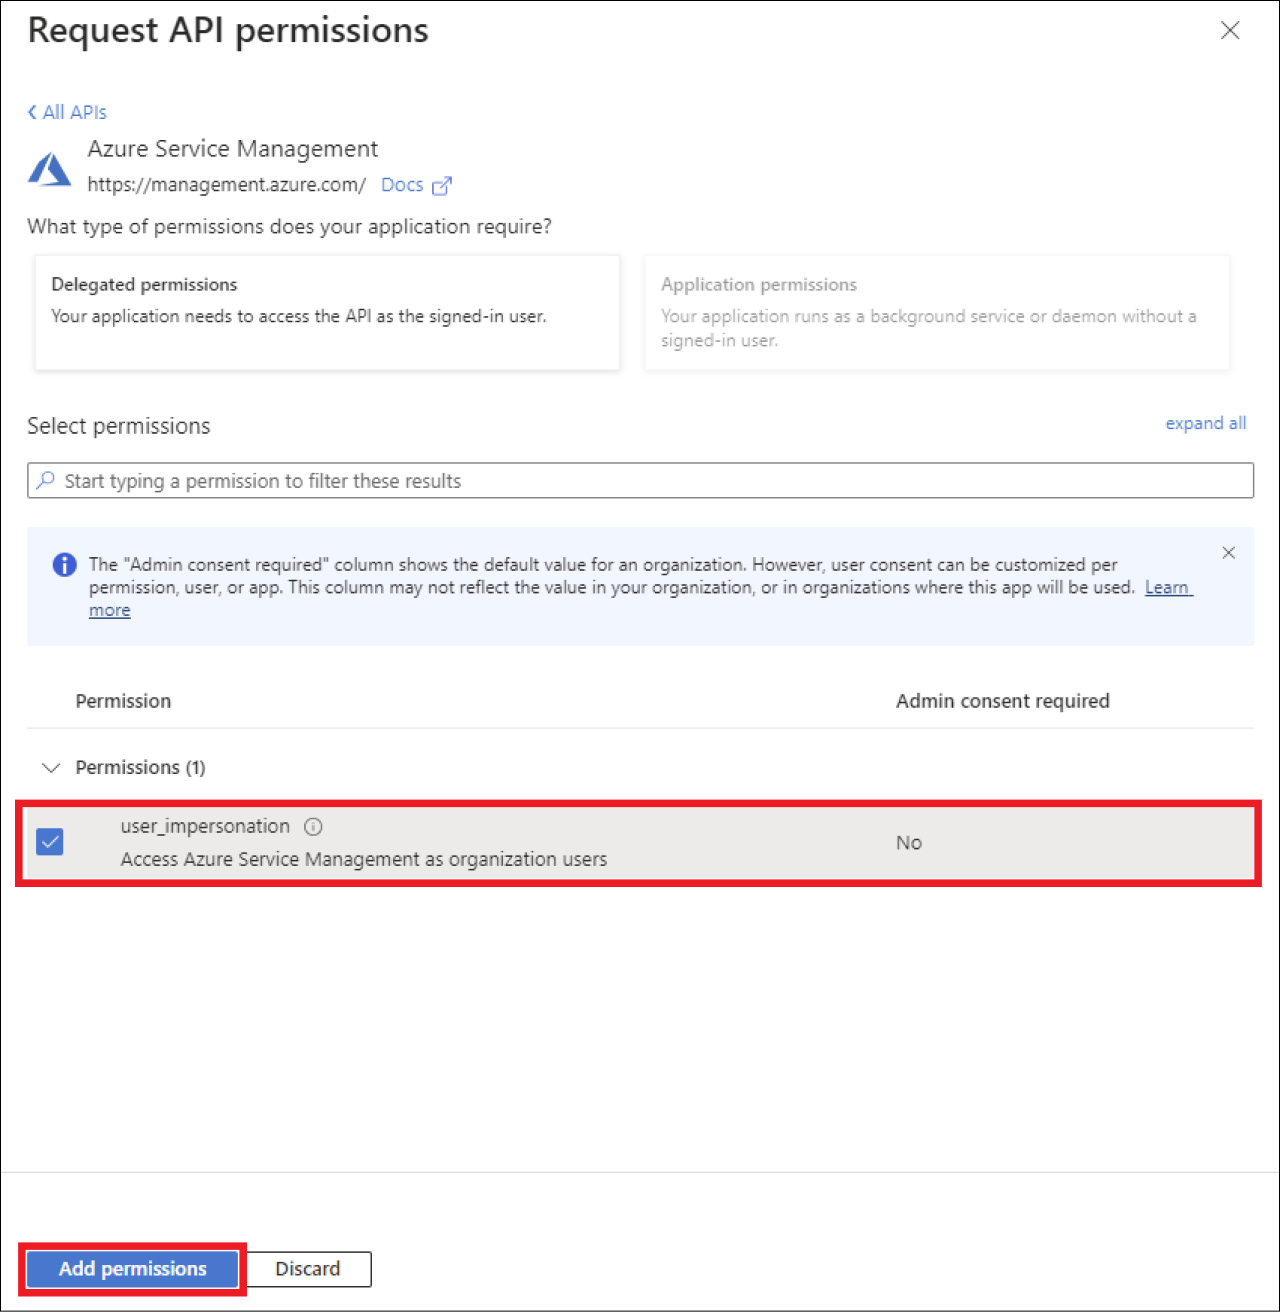 Request API permissions
All APIs
Azure Service Management
https://management.azure.com/ Docs
What type of permissions does your application require?
Delegated permissions
Your application needs to access the API as the signed-in user.
Application permissions
Your application runs as a background service or daemon without a
signed-in user.
Select permissions
expand all
Start typing a permission to filter these results
The "Admin consent required" column shows the default value for an organization. However, user consent can be customized per
permission, user, or app. This column may not reflect the value in your organization, or in organizations where this app will be used. Learn
more
Permission Admin consent required
Permissions (1)
user_impersonation
Access Azure Service Management as organization users
No
Add permissions Discard